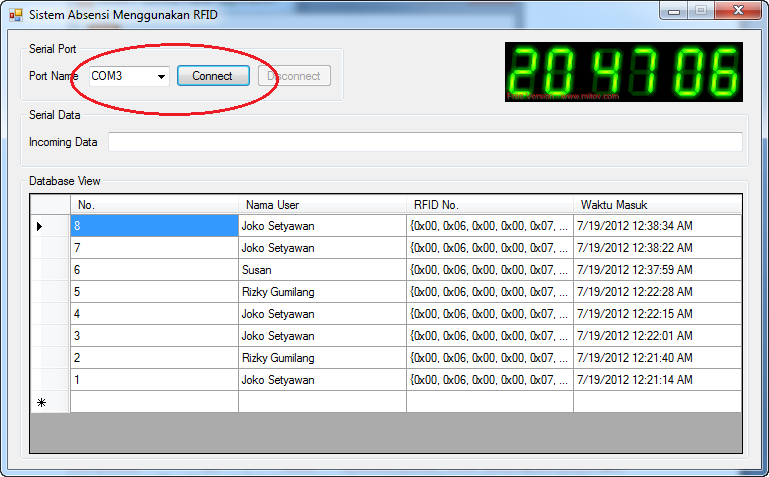 Sistem Absensi Menggunakan RFID
Serial Port
Port Name COM3 Connect Disconnect
20 47 06
Free Version - www.mitov.com
Serial Data
Incoming Data
Database View
No. Nama User RFID No. Waktu Masuk
8 Joko Setyawan {0x00, 0x06, 0x00, 0x00, 0x07, ... 7/19/2012 12:38:34 AM
7 Joko Setyawan {0x00, 0x06, 0x00, 0x00, 0x07, ... 7/19/2012 12:38:22 AM
6 Susan {0x00, 0x06, 0x00, 0x00, 0x07, ... 7/19/2012 12:37:59 AM
5 Rizky Gumilang {0x00, 0x06, 0x00, 0x00, 0x07, ... 7/19/2012 12:22:28 AM
4 Joko Setyawan {0x00, 0x06, 0x00, 0x00, 0x07, ... 7/19/2012 12:22:15 AM
3 Joko Setyawan {0x00, 0x06, 0x00, 0x00, 0x07, ... 7/19/2012 12:22:01 AM
2 Rizky Gumilang {0x00, 0x06, 0x00, 0x00, 0x07, ... 7/19/2012 12:21:40 AM
1 Joko Setyawan {0x00, 0x06, 0x00, 0x00, 0x07, ... 7/19/2012 12:21:14 AM